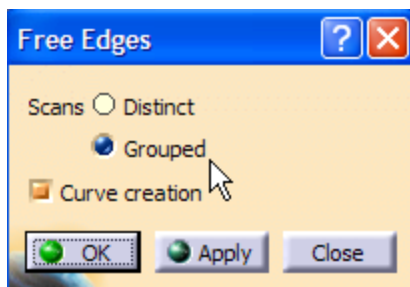 Free Edges ?
Scans Distinct
Grouped
Curve creation
OK Apply Close